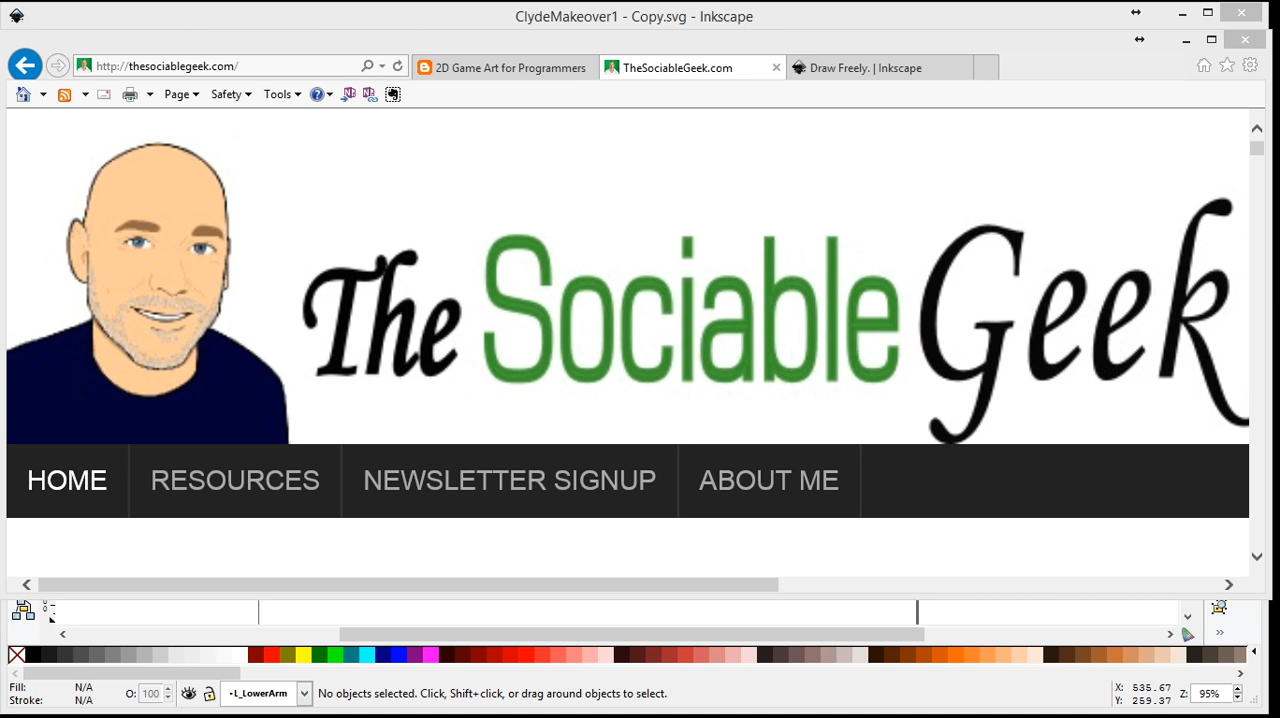 ClydeMakeover1 - Copy.svg - Inkscape
http://thesociablegeek.com/
2D Game Art for Programmers
TheSociableGeek.com
Draw Freely. | Inkscape
Page
Safety
Tools
The Sociable Geek
HOME
RESOURCES
NEWSLETTER SIGNUP
ABOUT ME
Fill: N/A
Stroke: N/A
O: 100
•L_LowerArm
No objects selected. Click, Shift+click, or drag around objects to select.
X: 535.67
Y: 259.37
Z: 95%